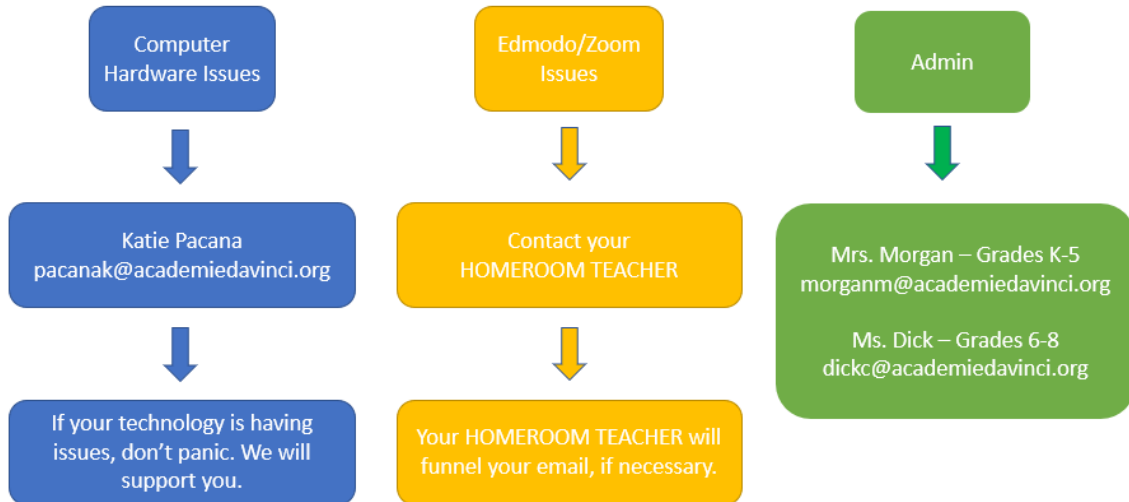 Computer
Hardware Issues
Katie Pacana
pacanak@academiedavinci.org
If your technology is having
issues, don’t panic. We will
support you.
Edmodo/Zoom
Issues
Contact your
HOMEROOM TEACHER
Your HOMEROOM TEACHER will
funnel your email, if necessary.
Admin
Mrs. Morgan – Grades K-5
morganm@academiedavinci.org
Ms. Dick – Grades 6-8
dickc@academiedavinci.org